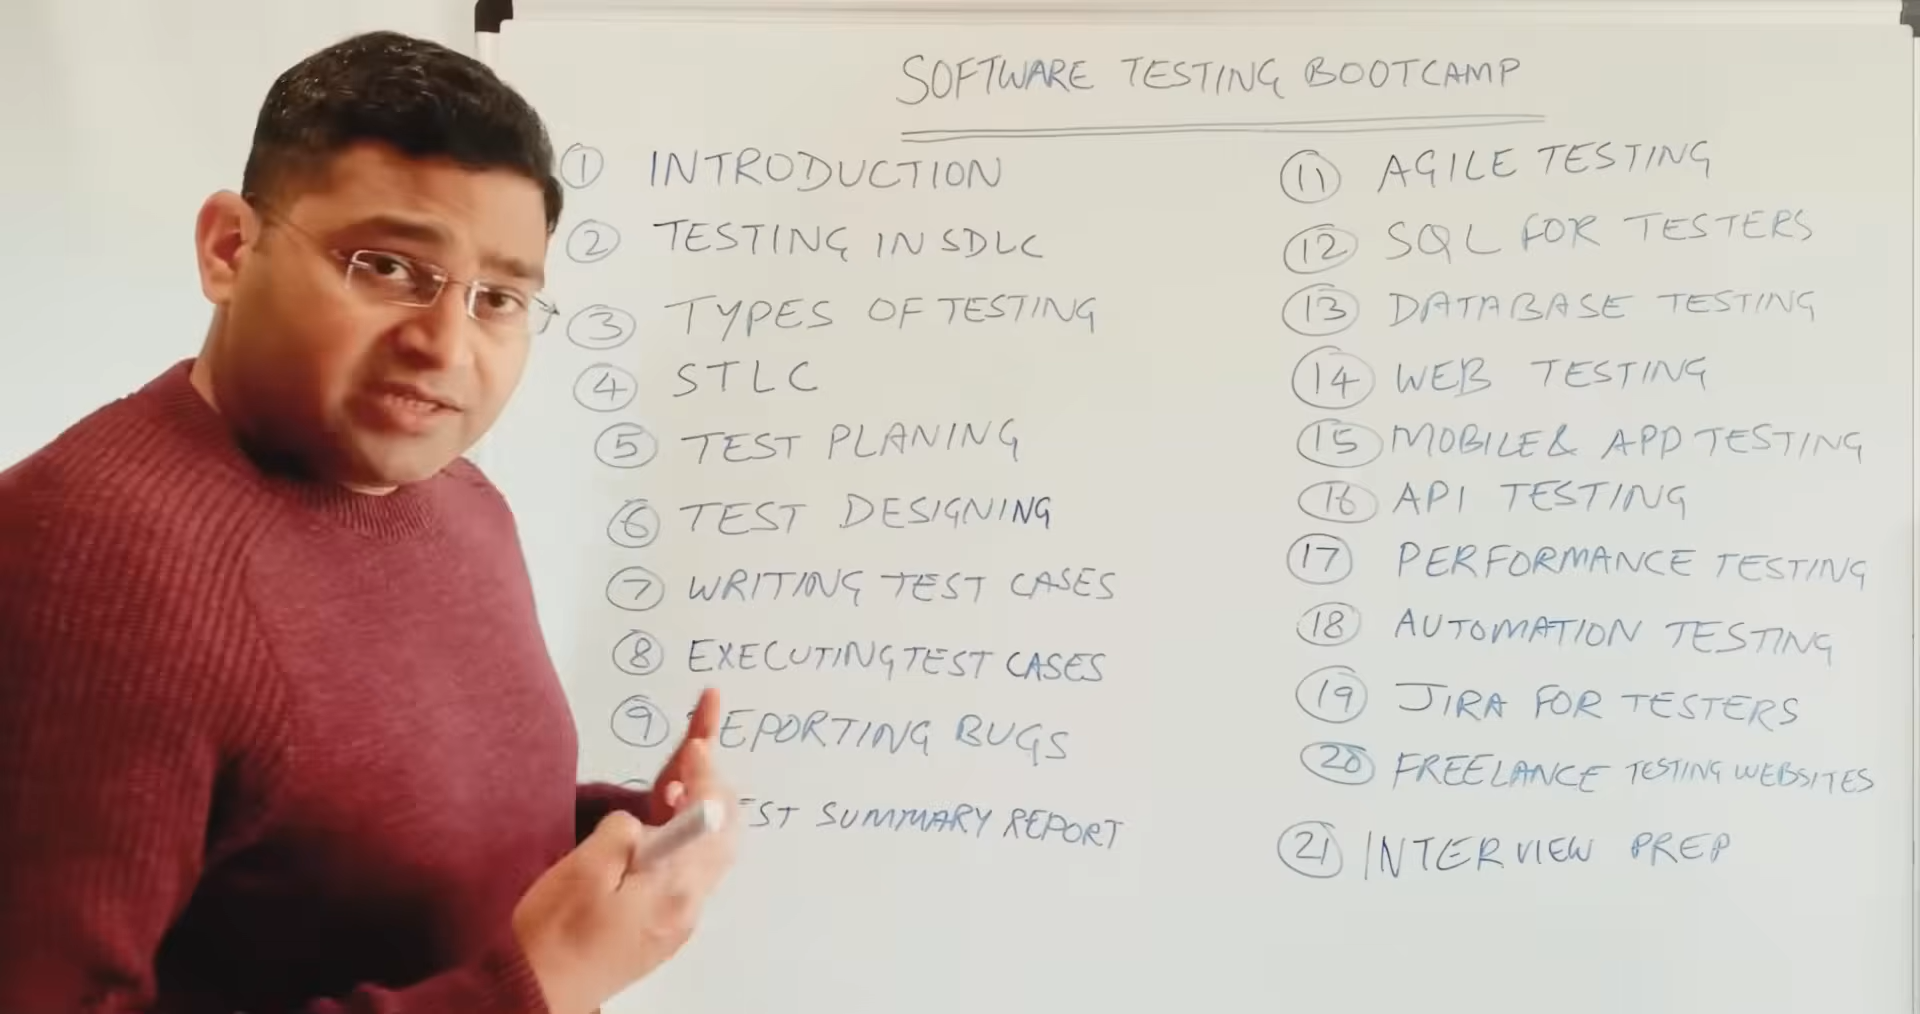 SOFTWARE TESTING BOOTCAMP
1 INTRODUCTION
2 TESTING IN SDLC
3 TYPES OF TESTING
4 STLC
5 TEST PLANING
6 TEST DESIGNING
7 WRITING TEST CASES
8 EXECUTING TEST CASES
9 EPORTING BUGS
EST SUMMARY REPORT
11 AGILE TESTING
12 SQL FOR TESTERS
13 DATABASE TESTING
14 WEB TESTING
15 MOBILE & APP TESTING
16 API TESTING
17 PERFORMANCE TESTING
18 AUTOMATION TESTING
19 JIRA FOR TESTERS
20 FREELANCE TESTING WEBSITES
21 INTERVIEW PREP